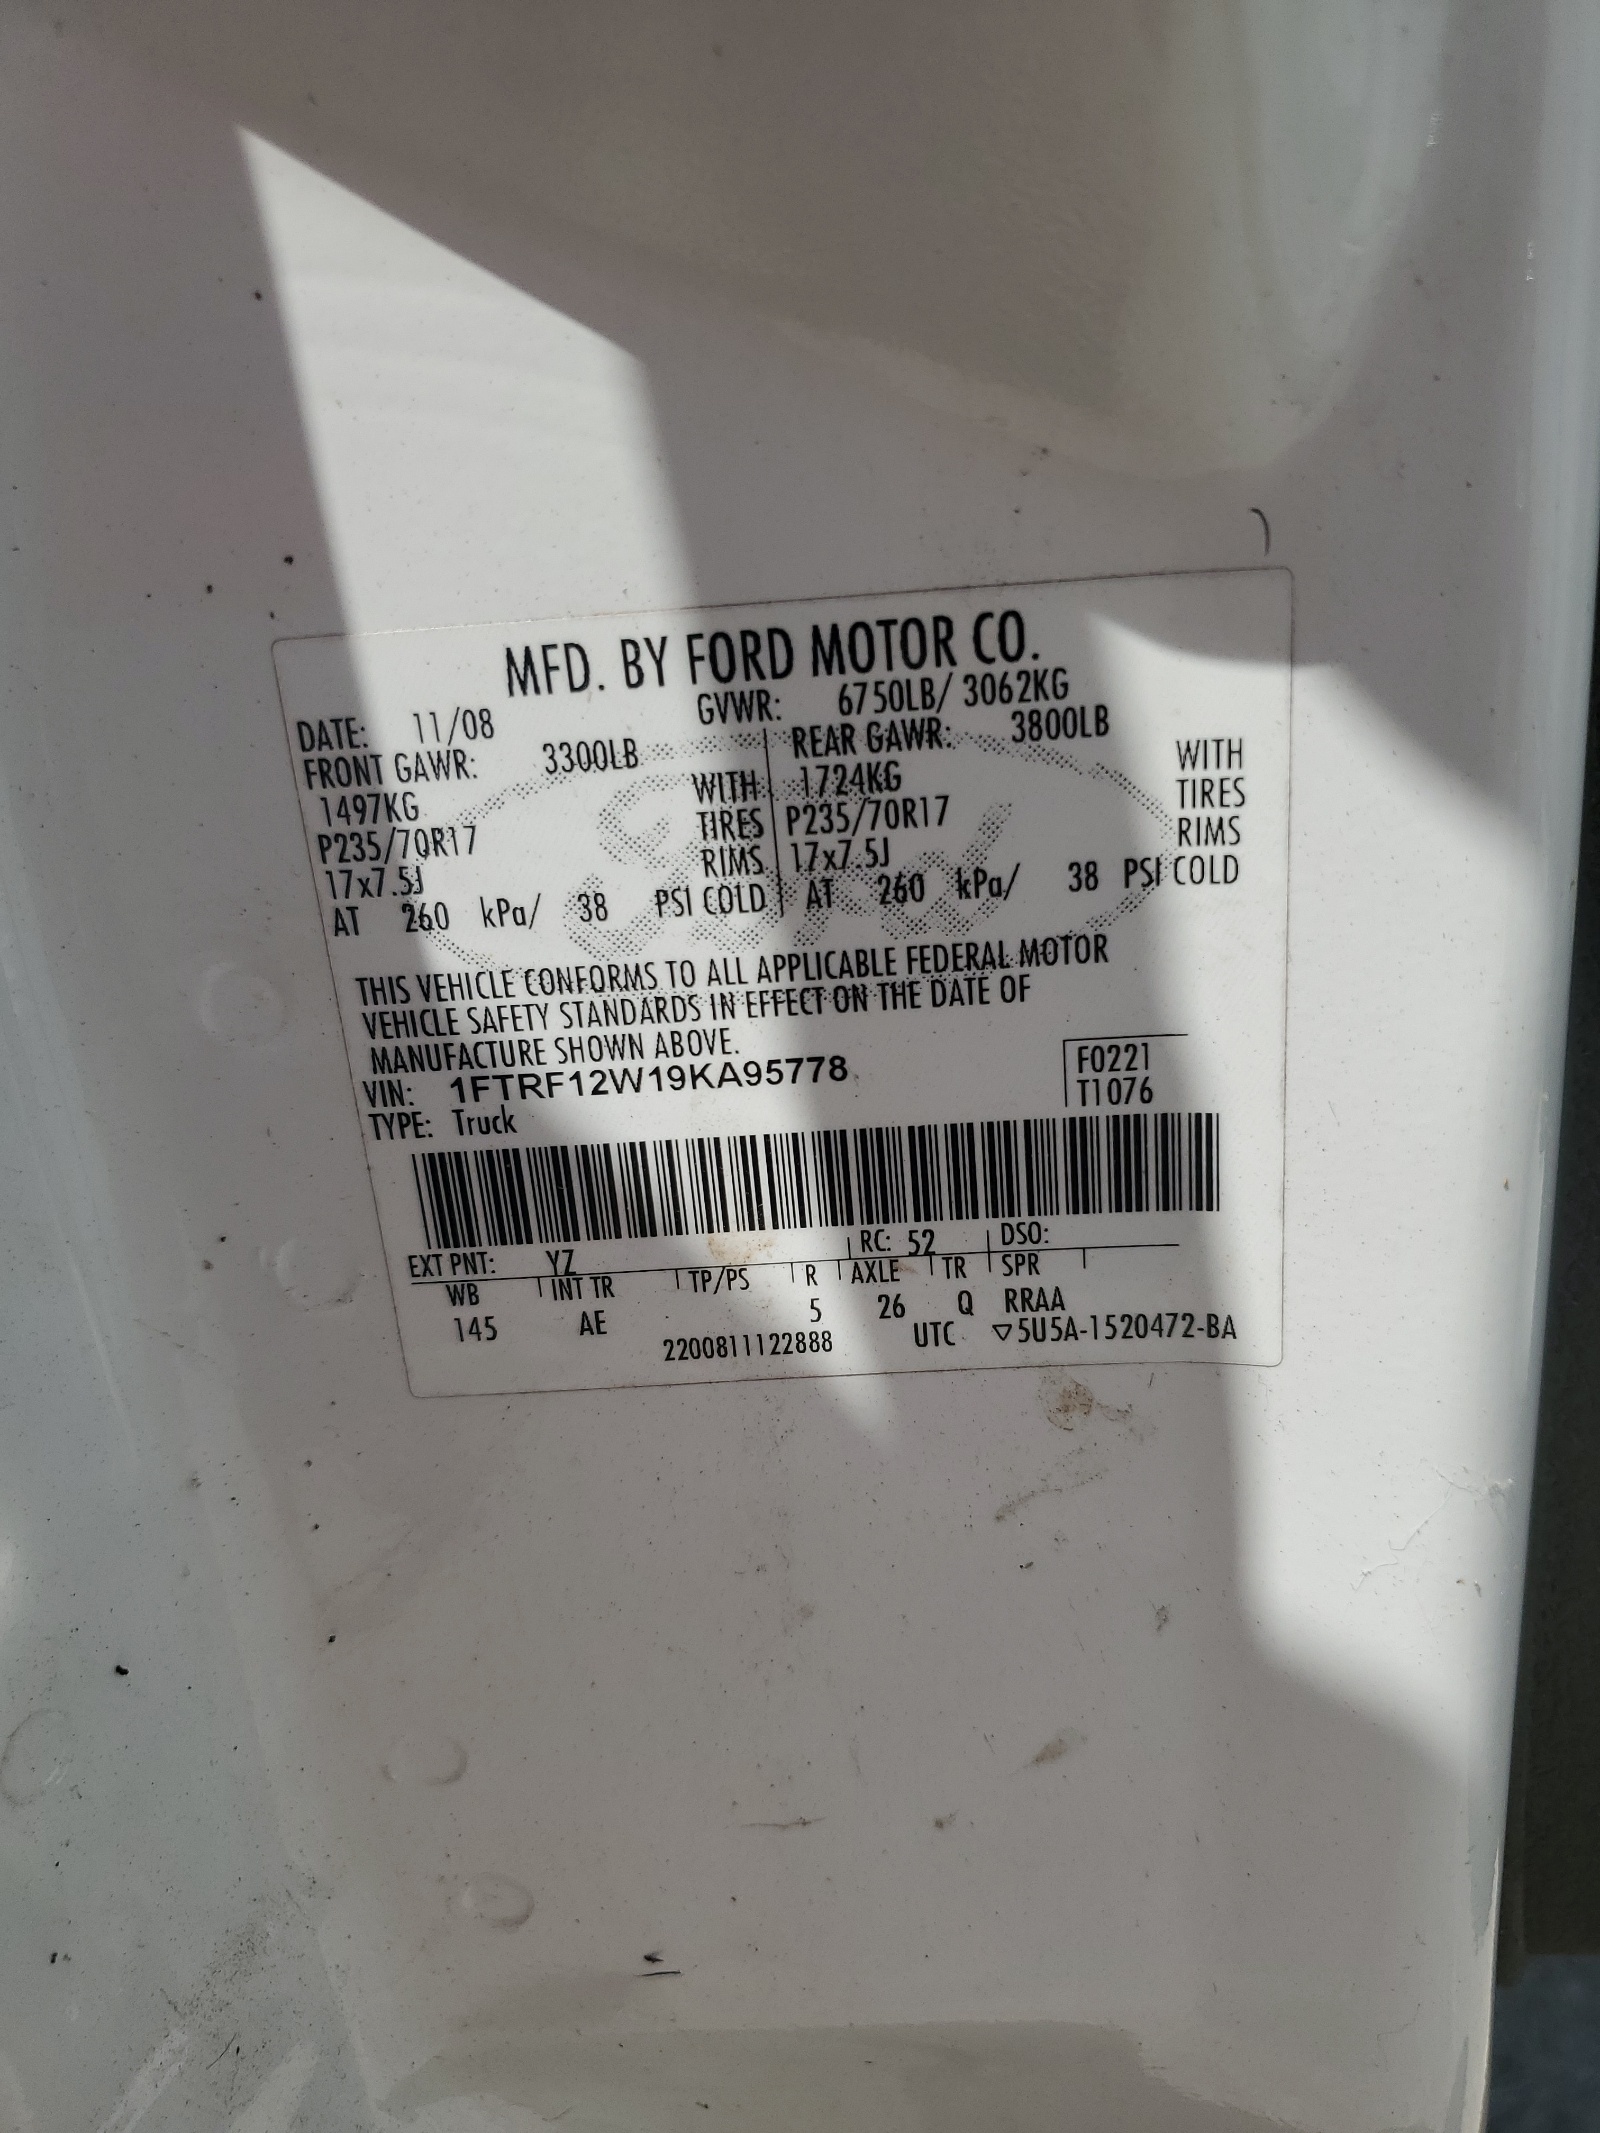 MFD. BY FORD MOTOR CO.
DATE: 11/08 GVWR: 6750LB/ 3062KG
FRONT GAWR: 3300LB REAR GAWR: 3800LB
1497KG WITH 1724KG WITH
P235/70R17 TIRES P235/70R17 TIRES
17x7.5J RIMS 17x7.5J RIMS
AT 260 kPa/ 38 PSI COLD AT 260 kPa/ 38 PSI COLD
THIS VEHICLE CONFORMS TO ALL APPLICABLE FEDERAL MOTOR
VEHICLE SAFETY STANDARDS IN EFFECT ON THE DATE OF
MANUFACTURE SHOWN ABOVE.
VIN: 1FTRF12W19KA95778 F0221
TYPE: Truck T1076
EXT PNT: YZ RC: 52 DSO:
WB INT TR TP/PS R AXLE TR SPR
145 AE 5 26 Q RRAA
2200811122888 UTC ▽5U5A-1520472-BA
Ford